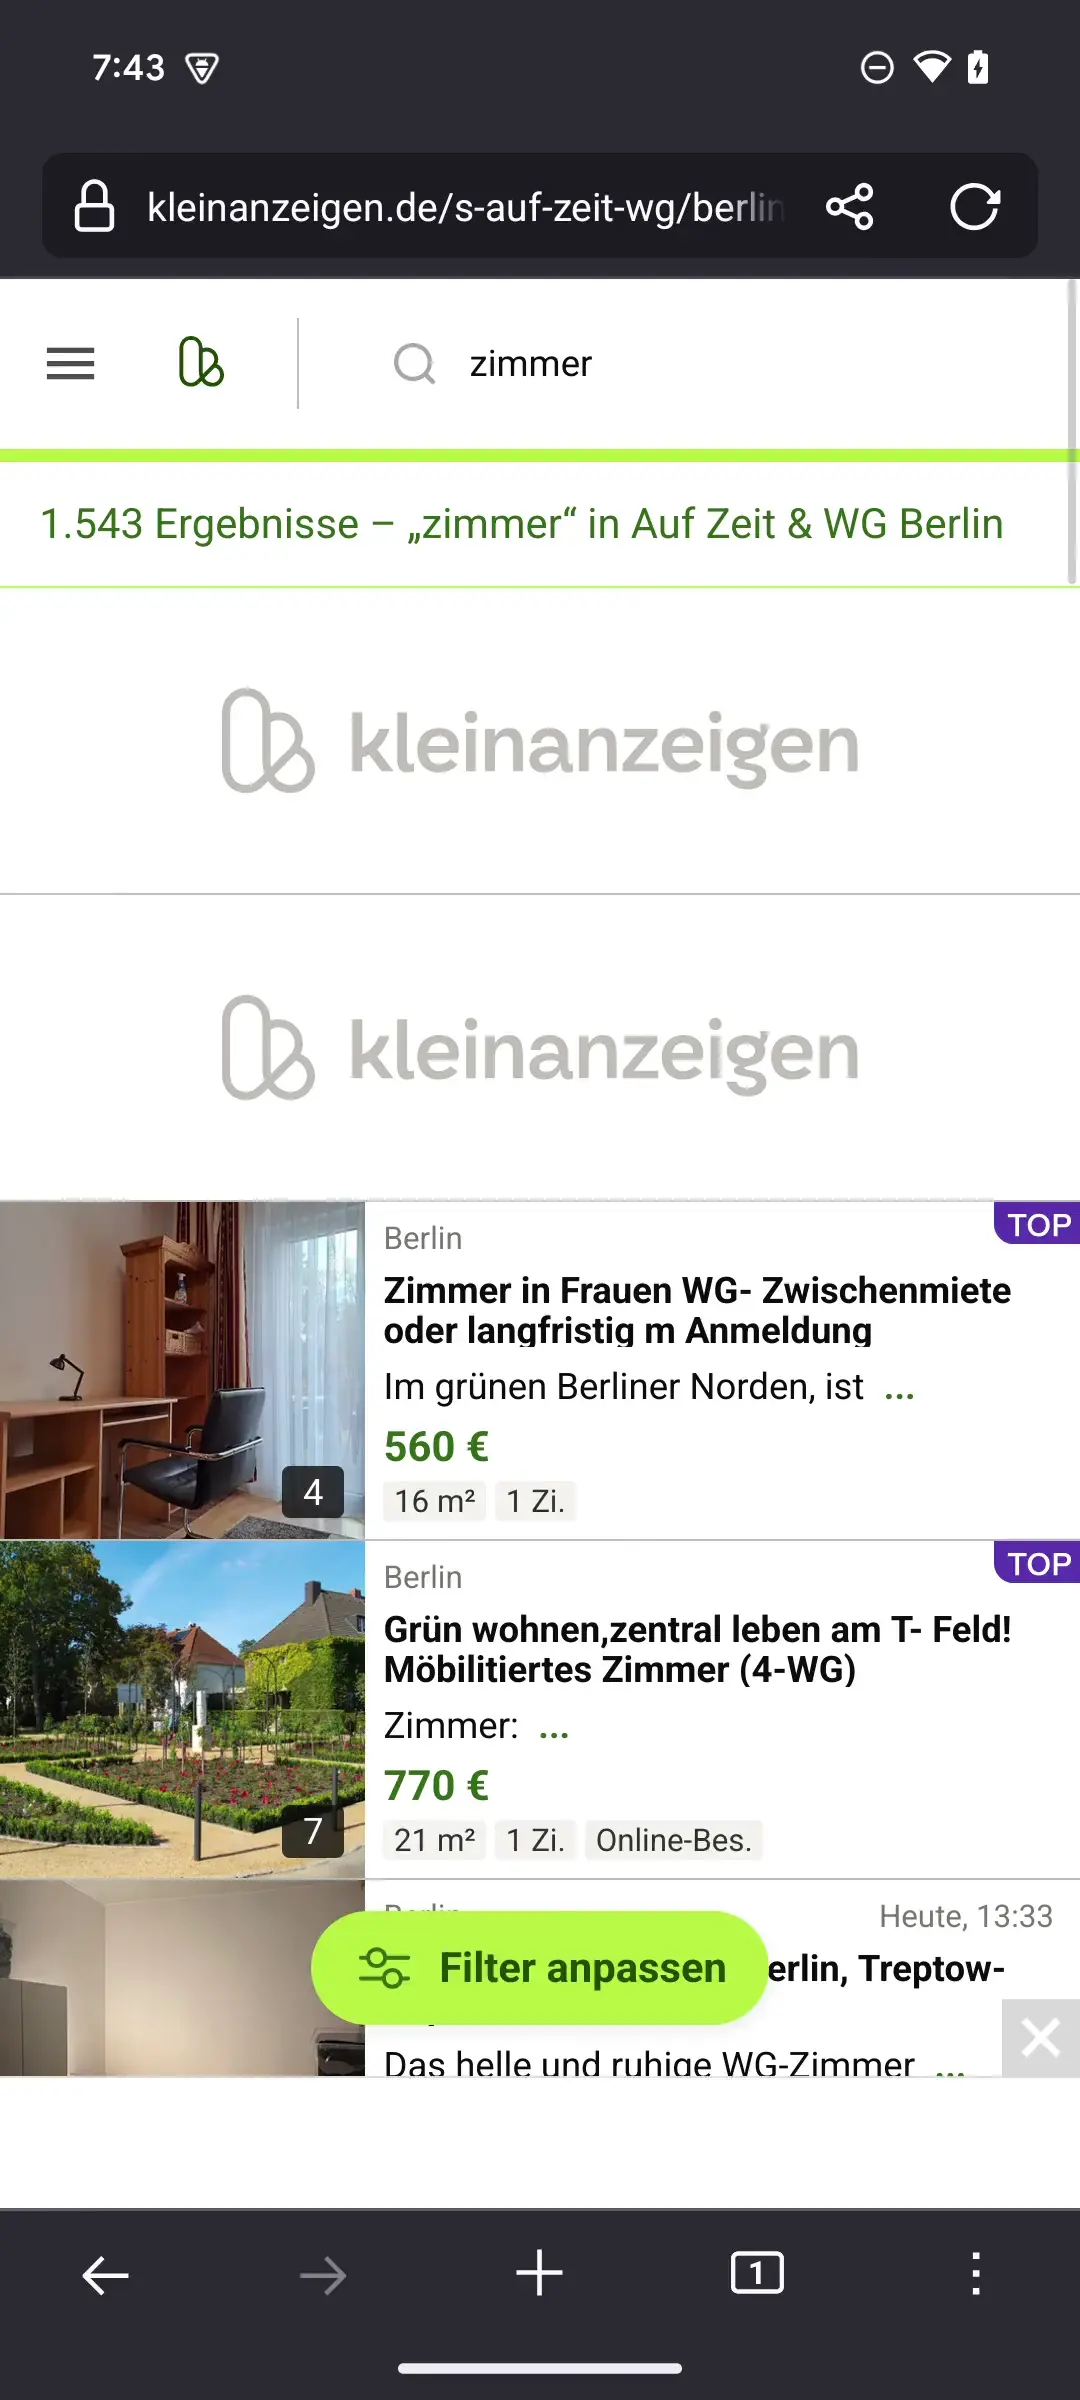 7:43
kleinanzeigen.de/s-auf-zeit-wg/berlin
zimmer
1.543 Ergebnisse – „zimmer“ in Auf Zeit & WG Berlin
kleinanzeigen
kleinanzeigen
Berlin
TOP
Zimmer in Frauen WG- Zwischenmiete
oder langfristig m Anmeldung
Im grünen Berliner Norden, ist ...
560 €
4
16 m² 1 Zi.
Berlin
TOP
Grün wohnen,zentral leben am T- Feld!
Möbilitiertes Zimmer (4-WG)
Zimmer: ...
770 €
7
21 m² 1 Zi. Online-Bes.
Berlin
Heute, 13:33
Filter anpassen
erlin, Treptow-
Das helle und ruhige WG-Zimmer ...
1